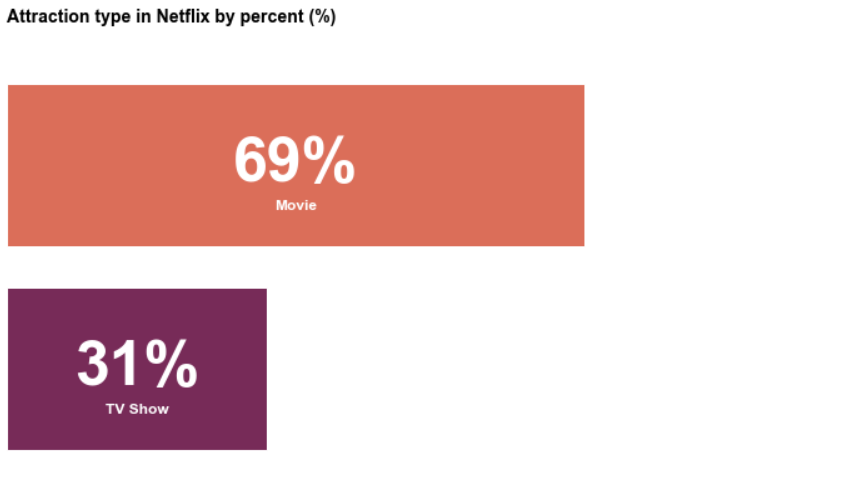 Attraction type in Netflix by percent (%)
69%
Movie
31%
TV Show